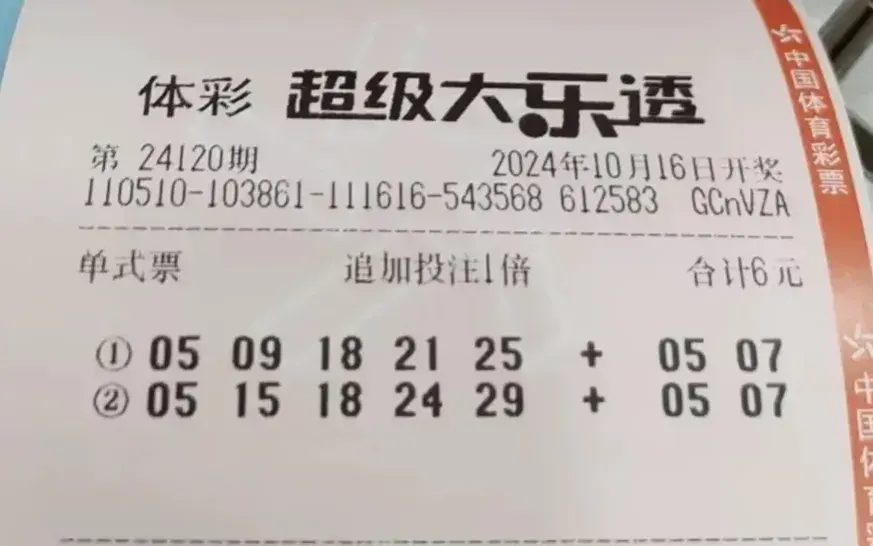 体彩 超级大乐透
第 24120期 2024年10月16日开奖
110510-103861-111616-543568 612583 GCnVZA
单式票 追加投注1倍 合计6元
① 05 09 18 21 25 + 05 07
② 05 15 18 24 29 + 05 07
中国体育彩票
中国体育彩